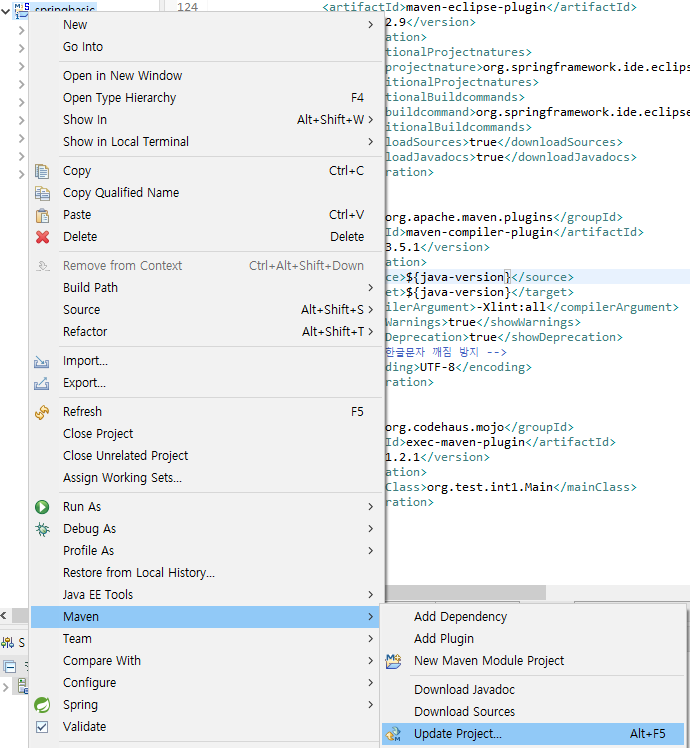 springbasic
124
<artifactId>maven-eclipse-plugin</artifactId>
2.9</version>
ation>
tionalProjectnatures>
projectnature>org.springframework.ide.eclips
itionalProjectnatures>
tionalBuildcommands>
buildcommand>org.springframework.ide.eclipse
itionalBuildcommands>
loadSources>true</downloadSources>
loadJavadocs>true</downloadJavadocs>
ration>
org.apache.maven.plugins</groupId>
Id>maven-compiler-plugin</artifactId>
3.5.1</version>
ation>
ce>${java-version}</source>
et>${java-version}</target>
ilerArgument>-Xlint:all</compilerArgument>
Warnings>true</showWarnings>
Deprecation>true</showDeprecation>
한글문자 깨짐 방지 -->
ding>UTF-8</encoding>
ration>
org.codehaus.mojo</groupId>
Id>exec-maven-plugin</artifactId>
1.2.1</version>
ation>
Class>org.test.int1.Main</mainClass>
ration>
New
Go Into
Open in New Window
Open Type Hierarchy F4
Show In Alt+Shift+W
Show in Local Terminal
Copy Ctrl+C
Copy Qualified Name
Paste Ctrl+V
Delete Delete
Remove from Context Ctrl+Alt+Shift+Down
Build Path
Source Alt+Shift+S
Refactor Alt+Shift+T
Import...
Export...
Refresh F5
Close Project
Close Unrelated Project
Assign Working Sets...
Run As
Debug As
Profile As
Restore from Local History...
Java EE Tools
Maven
Team
Compare With
Configure
Spring
Validate
Add Dependency
Add Plugin
New Maven Module Project
Download Javadoc
Download Sources
Update Project... Alt+F5
S